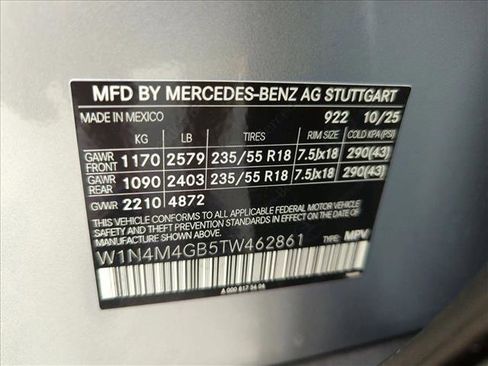 MFD BY MERCEDES-BENZ AG STUTTGART
MADE IN MEXICO 922 10/25
KG LB TIRES RIM SIZE COLD KPA (PSI)
GAWR FRONT 1170 2579 235/55 R18 7.5Jx18 290(43)
GAWR REAR 1090 2403 235/55 R18 7.5Jx18 290(43)
GVWR 2210 4872
THIS VEHICLE CONFORMS TO ALL APPLICABLE FEDERAL MOTOR VEHICLE
SAFETY AND THEFT PREVENTION STANDARDS IN EFFECT ON THE DATE
OF MANUFACTURE SHOWN ABOVE.
W1N4M4GB5TW462861 TYPE: MPV